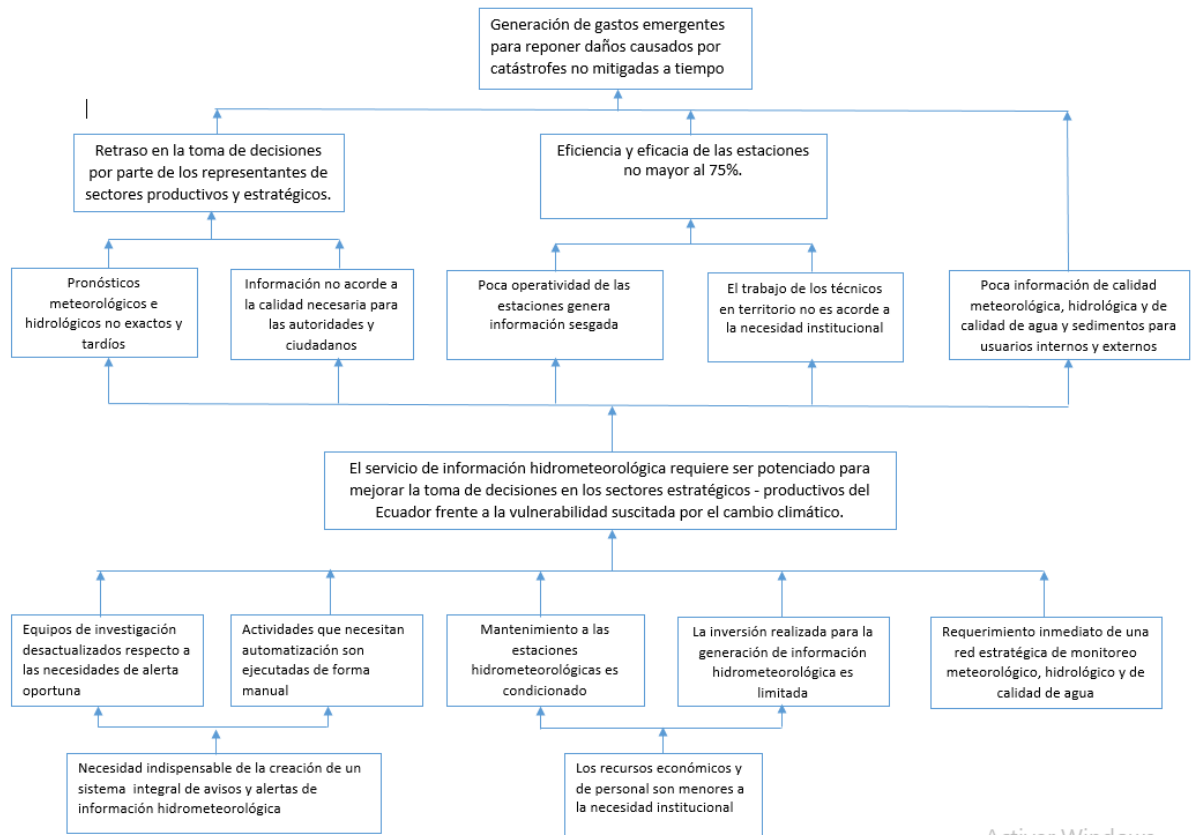 Generación de gastos emergentes
para reponer daños causados por
catástrofes no mitigadas a tiempo
Retraso en la toma de decisiones
por parte de los representantes de
sectores productivos y estratégicos.
Eficiencia y eficacia de las estaciones
no mayor al 75%.
Pronósticos
meteorológicos e
hidrológicos no exactos y
tardíos
Información no acorde a
la calidad necesaria para
las autoridades y
ciudadanos
Poca operatividad de las
estaciones genera
información sesgada
El trabajo de los técnicos
en territorio no es acorde a
la necesidad institucional
Poca información de calidad
meteorológica, hidrológica y de
calidad de agua y sedimentos para
usuarios internos y externos
El servicio de información hidrometeorológica requiere ser potenciado para
mejorar la toma de decisiones en los sectores estratégicos - productivos del
Ecuador frente a la vulnerabilidad suscitada por el cambio climático.
Equipos de investigación
desactualizados respecto a
las necesidades de alerta
oportuna
Actividades que necesitan
automatización son
ejecutadas de forma
manual
Mantenimiento a las
estaciones
hidrometeorológicas es
condicionado
La inversión realizada para la
generación de información
hidrometeorológica es
limitada
Requerimiento inmediato de una
red estratégica de monitoreo
meteorológico, hidrológico y de
calidad de agua
Necesidad indispensable de la creación de un
sistema integral de avisos y alertas de
información hidrometeorológica
Los recursos económicos y
de personal son menores a
la necesidad institucional
Activar Windows